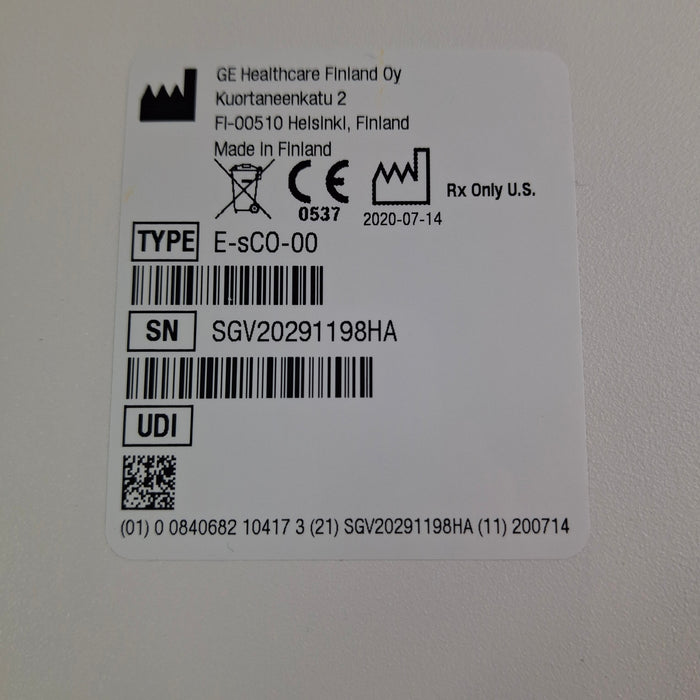 GE Healthcare Finland Oy
Kuortaneenkatu 2
FI-00510 Helsinki, Finland
Made in Finland
CE
0537
2020-07-14
Rx Only U.S.
TYPE E-sCO-00
SN SGV20291198HA
UDI
(01) 0 0840682 10417 3 (21) SGV20291198HA (11) 200714